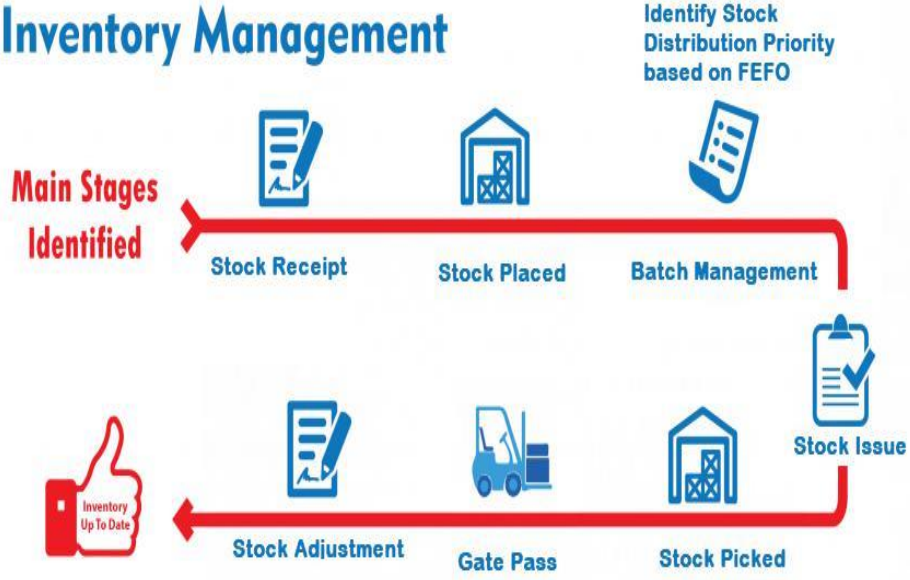 Inventory Management
Identify Stock
Distribution Priority
based on FEFO
Main Stages
Identified
Stock Receipt
Stock Placed
Batch Management
Stock Issue
Stock Picked
Gate Pass
Stock Adjustment
Inventory
Up To Date